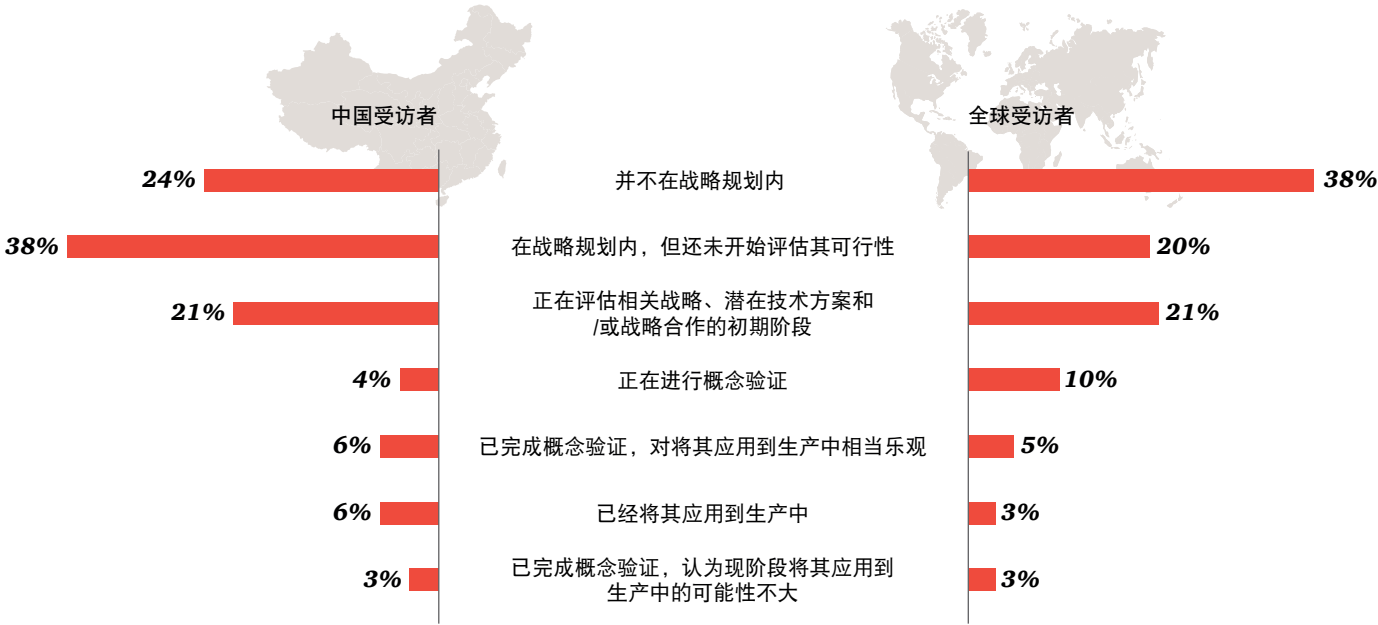 中国受访者
全球受访者
24%
并不在战略规划内
38%
38%
在战略规划内，但还未开始评估其可行性
20%
21%
正在评估相关战略、潜在技术方案和
/或战略合作的初期阶段
21%
4%
正在进行概念验证
10%
6%
已完成概念验证，对将其应用到生产中相当乐观
5%
6%
已经将其应用到生产中
3%
3%
已完成概念验证，认为现阶段将其应用到
生产中的可能性不大
3%